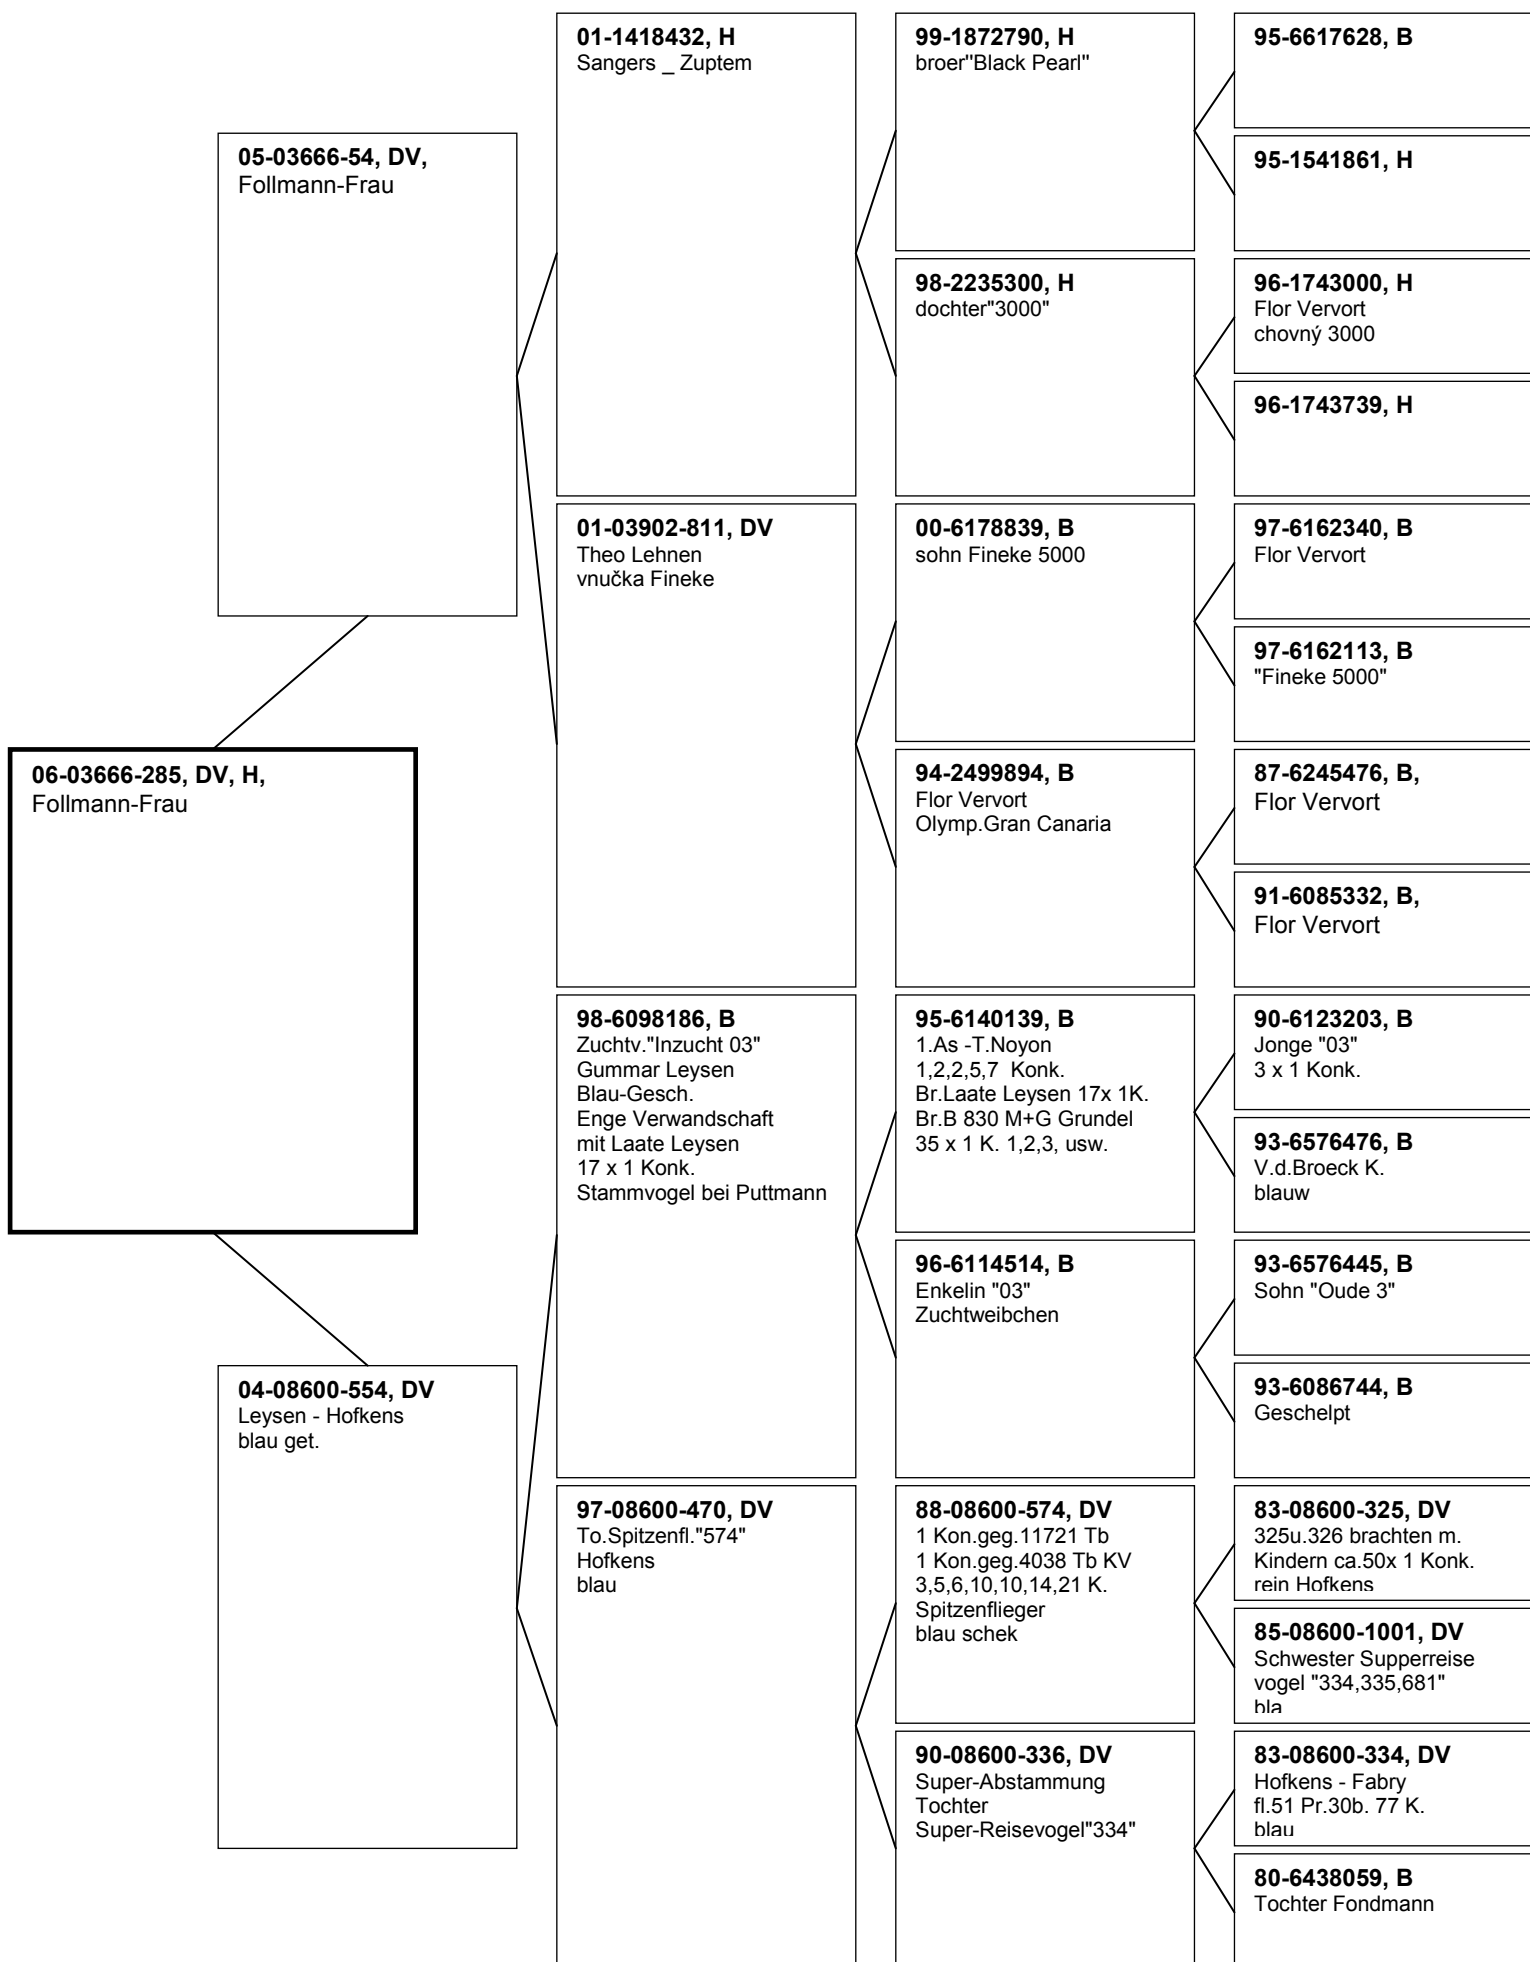 06-03666-285, DV, H,
Follmann-Frau
05-03666-54, DV,
Follmann-Frau
04-08600-554, DV
Leysen - Hofkens
blau get.
01-1418432, H
Sangers _ Zuptem
01-03902-811, DV
Theo Lehnen
vnučka Fineke
98-6098186, B
Zuchtv."Inzucht 03"
Gummar Leysen
Blau-Gesch.
Enge Verwandschaft
mit Laate Leysen
17 x 1 Konk.
Stammvogel bei Puttmann
97-08600-470, DV
To.Spitzenfl."574"
Hofkens
blau
99-1872790, H
broer"Black Pearl"
98-2235300, H
dochter"3000"
00-6178839, B
sohn Fineke 5000
94-2499894, B
Flor Vervort
Olymp.Gran Canaria
95-6140139, B
1.As -T.Noyon
1,2,2,5,7  Konk.
Br.Laate Leysen 17x 1K.
Br.B 830 M+G Grundel
35 x 1 K. 1,2,3, usw.
96-6114514, B
Enkelin "03"
Zuchtweibchen
88-08600-574, DV
1 Kon.geg.11721 Tb
1 Kon.geg.4038 Tb KV
3,5,6,10,10,14,21 K.
Spitzenflieger
blau schek
90-08600-336, DV
Super-Abstammung
Tochter
Super-Reisevogel"334"
95-6617628, B
95-1541861, H
96-1743000, H
Flor Vervort
chovný 3000
96-1743739, H
97-6162340, B
Flor Vervort
97-6162113, B
"Fineke 5000"
87-6245476, B,
Flor Vervort
91-6085332, B,
Flor Vervort
90-6123203, B
Jonge "03"
3 x 1 Konk.
93-6576476, B
V.d.Broeck K.
blauw
93-6576445, B
Sohn "Oude 3"
93-6086744, B
Geschelpt
83-08600-325, DV
325u.326 brachten m.
Kindern ca.50x 1 Konk.
rein Hofkens
85-08600-1001, DV
Schwester Supperreise
vogel "334,335,681"
bla
83-08600-334, DV
Hofkens - Fabry
fl.51 Pr.30b. 77 K.
blau
80-6438059, B
Tochter Fondmann